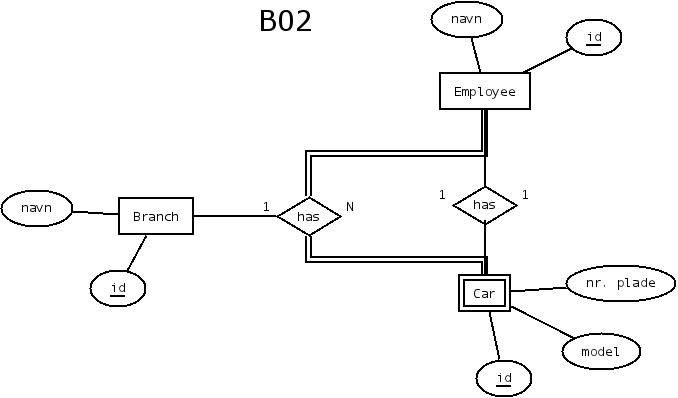 B02
navn
id
Employee
navn
Branch
1
has
N
1
has
1
id
Car
nr. plade
model
id